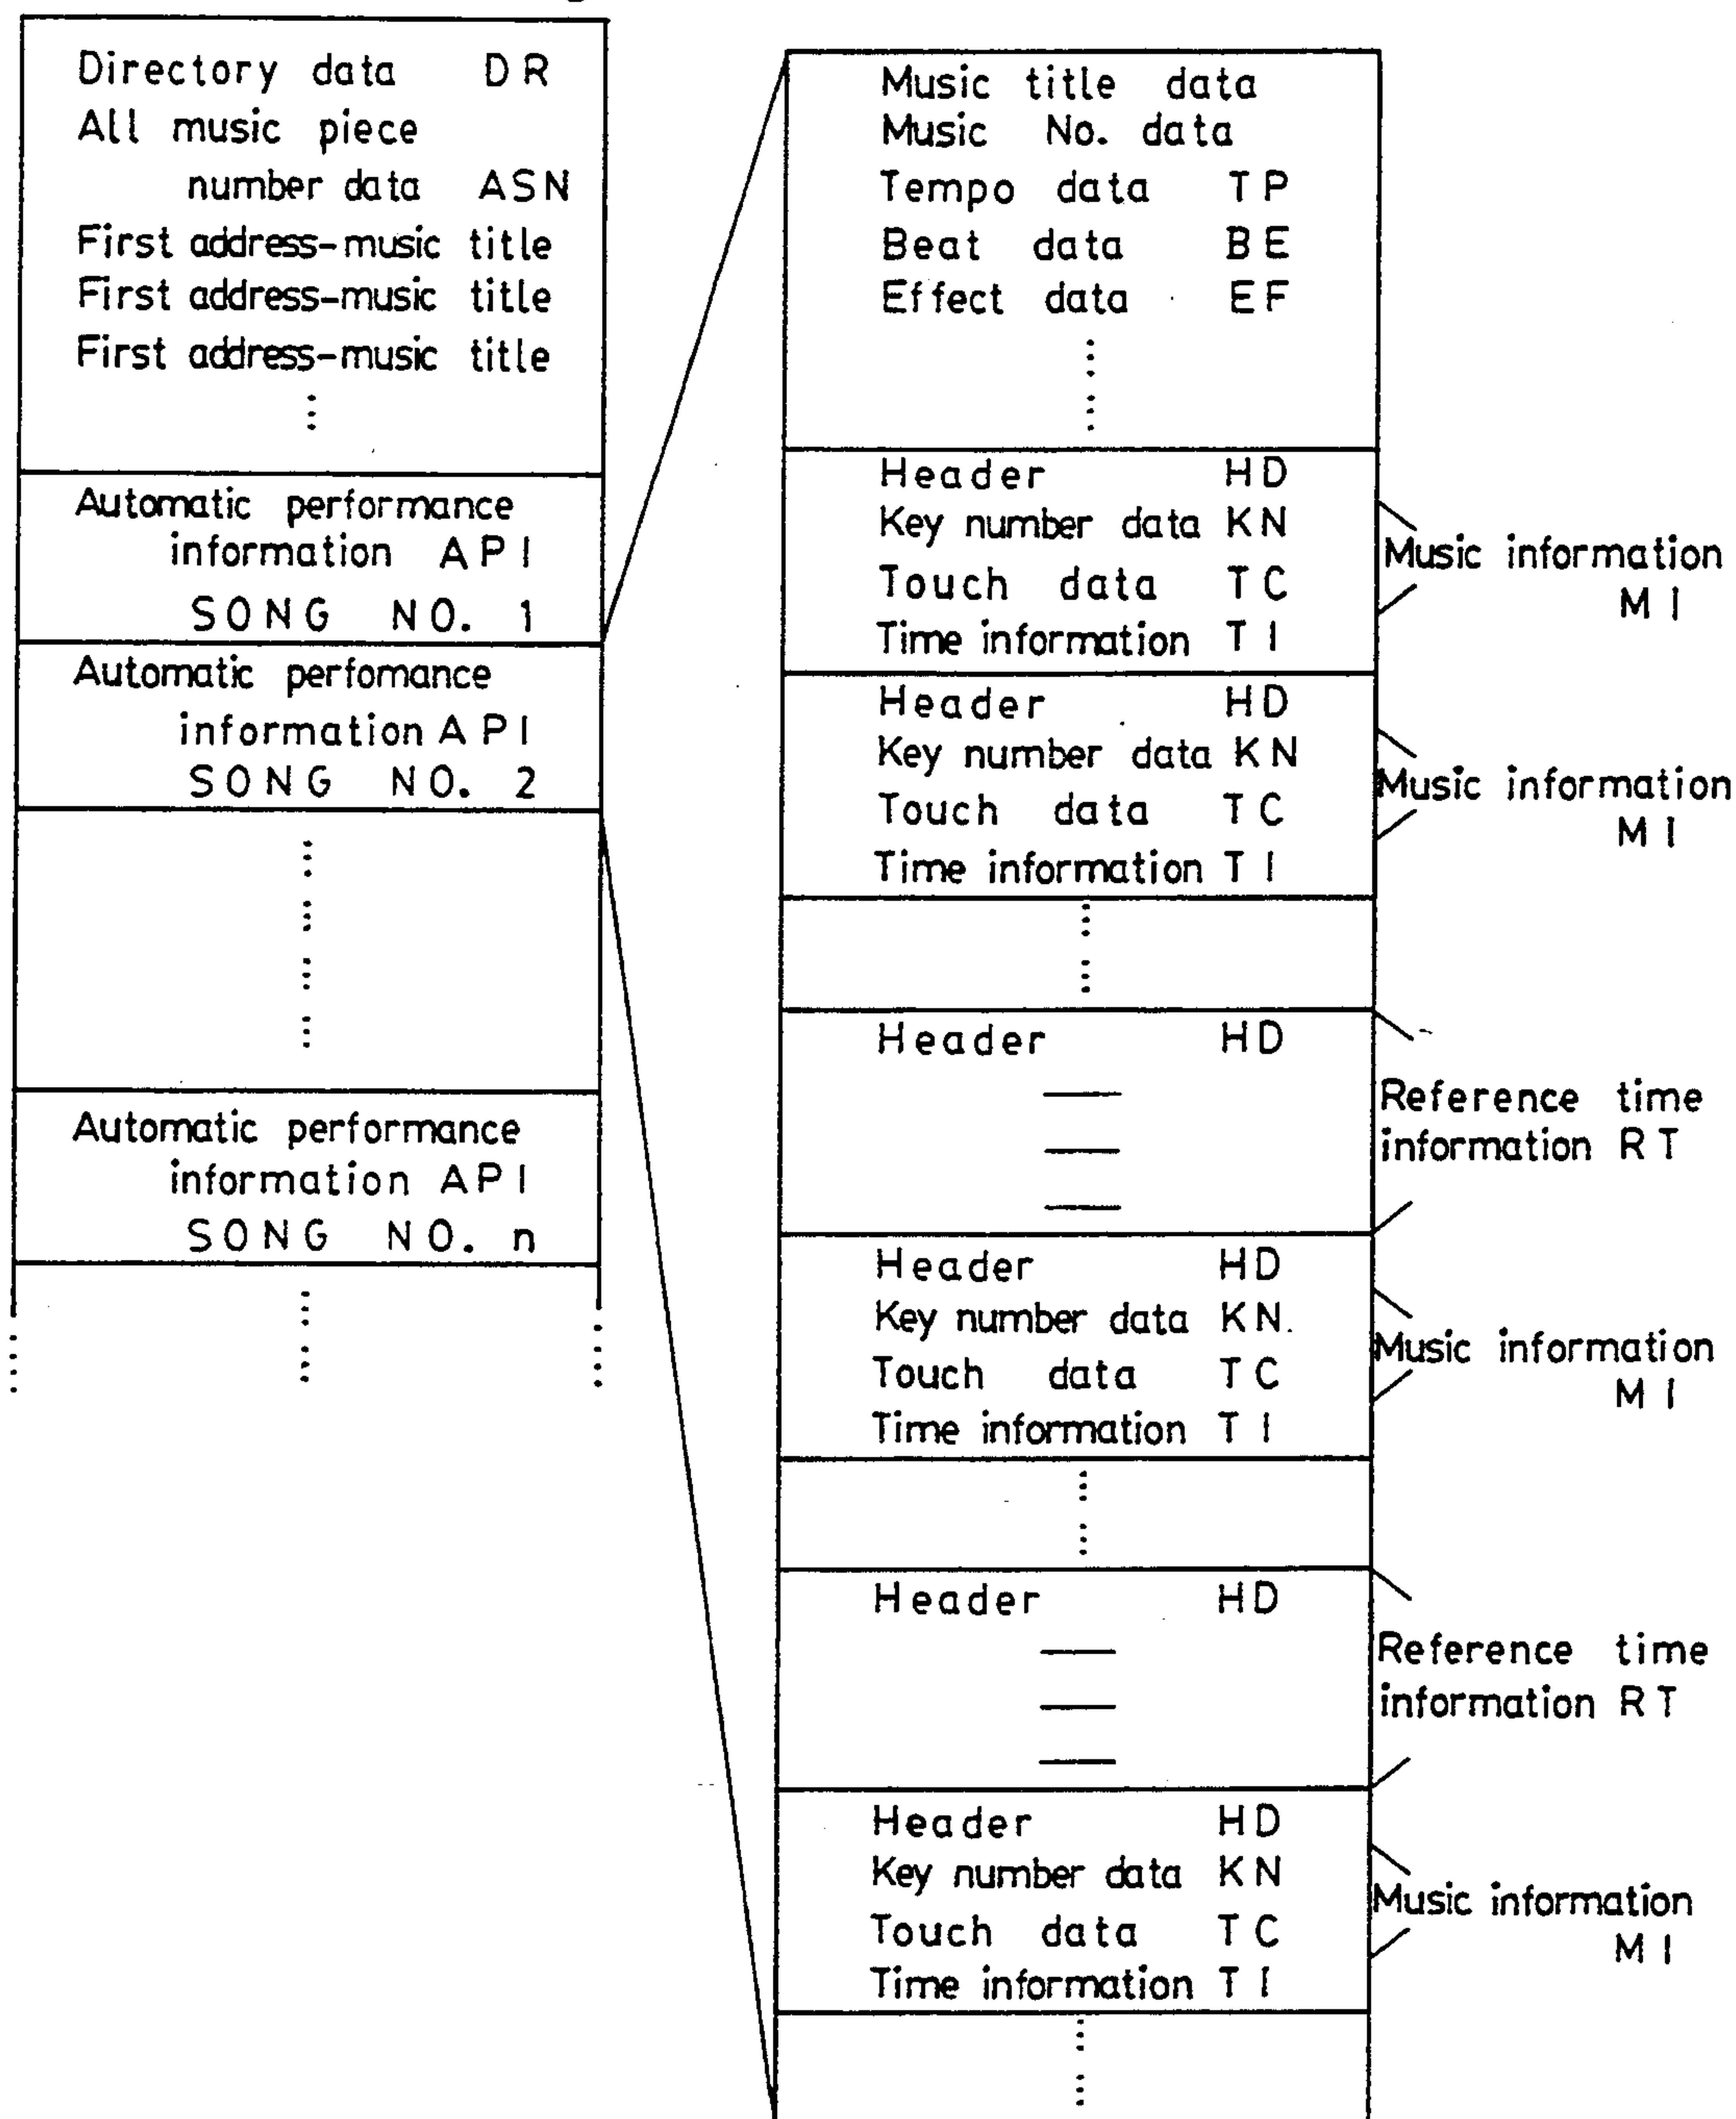 Directory data DR
All music piece
number data ASN
First address-music title
First address-music title
First address-music title
Automatic performance
information API
SONG NO. 1
Automatic perfomance
information API
SONG NO. 2
Automatic performance
information API
SONG NO. n
Music title data
Music No. data
Tempo data TP
Beat data BE
Effect data EF
Header HD
Key number data KN
Touch data TC
Time information TI
Music information
MI
Header HD
Key number data KN
Touch data TC
Time information TI
Music information
MI
Header HD
Reference time
information RT
Header HD
Key number data KN.
Touch data TC
Time information TI
Music information
MI
Header HD
Reference time
information RT
Header HD
Key number data KN
Touch data TC
Time information TI
Music information
MI